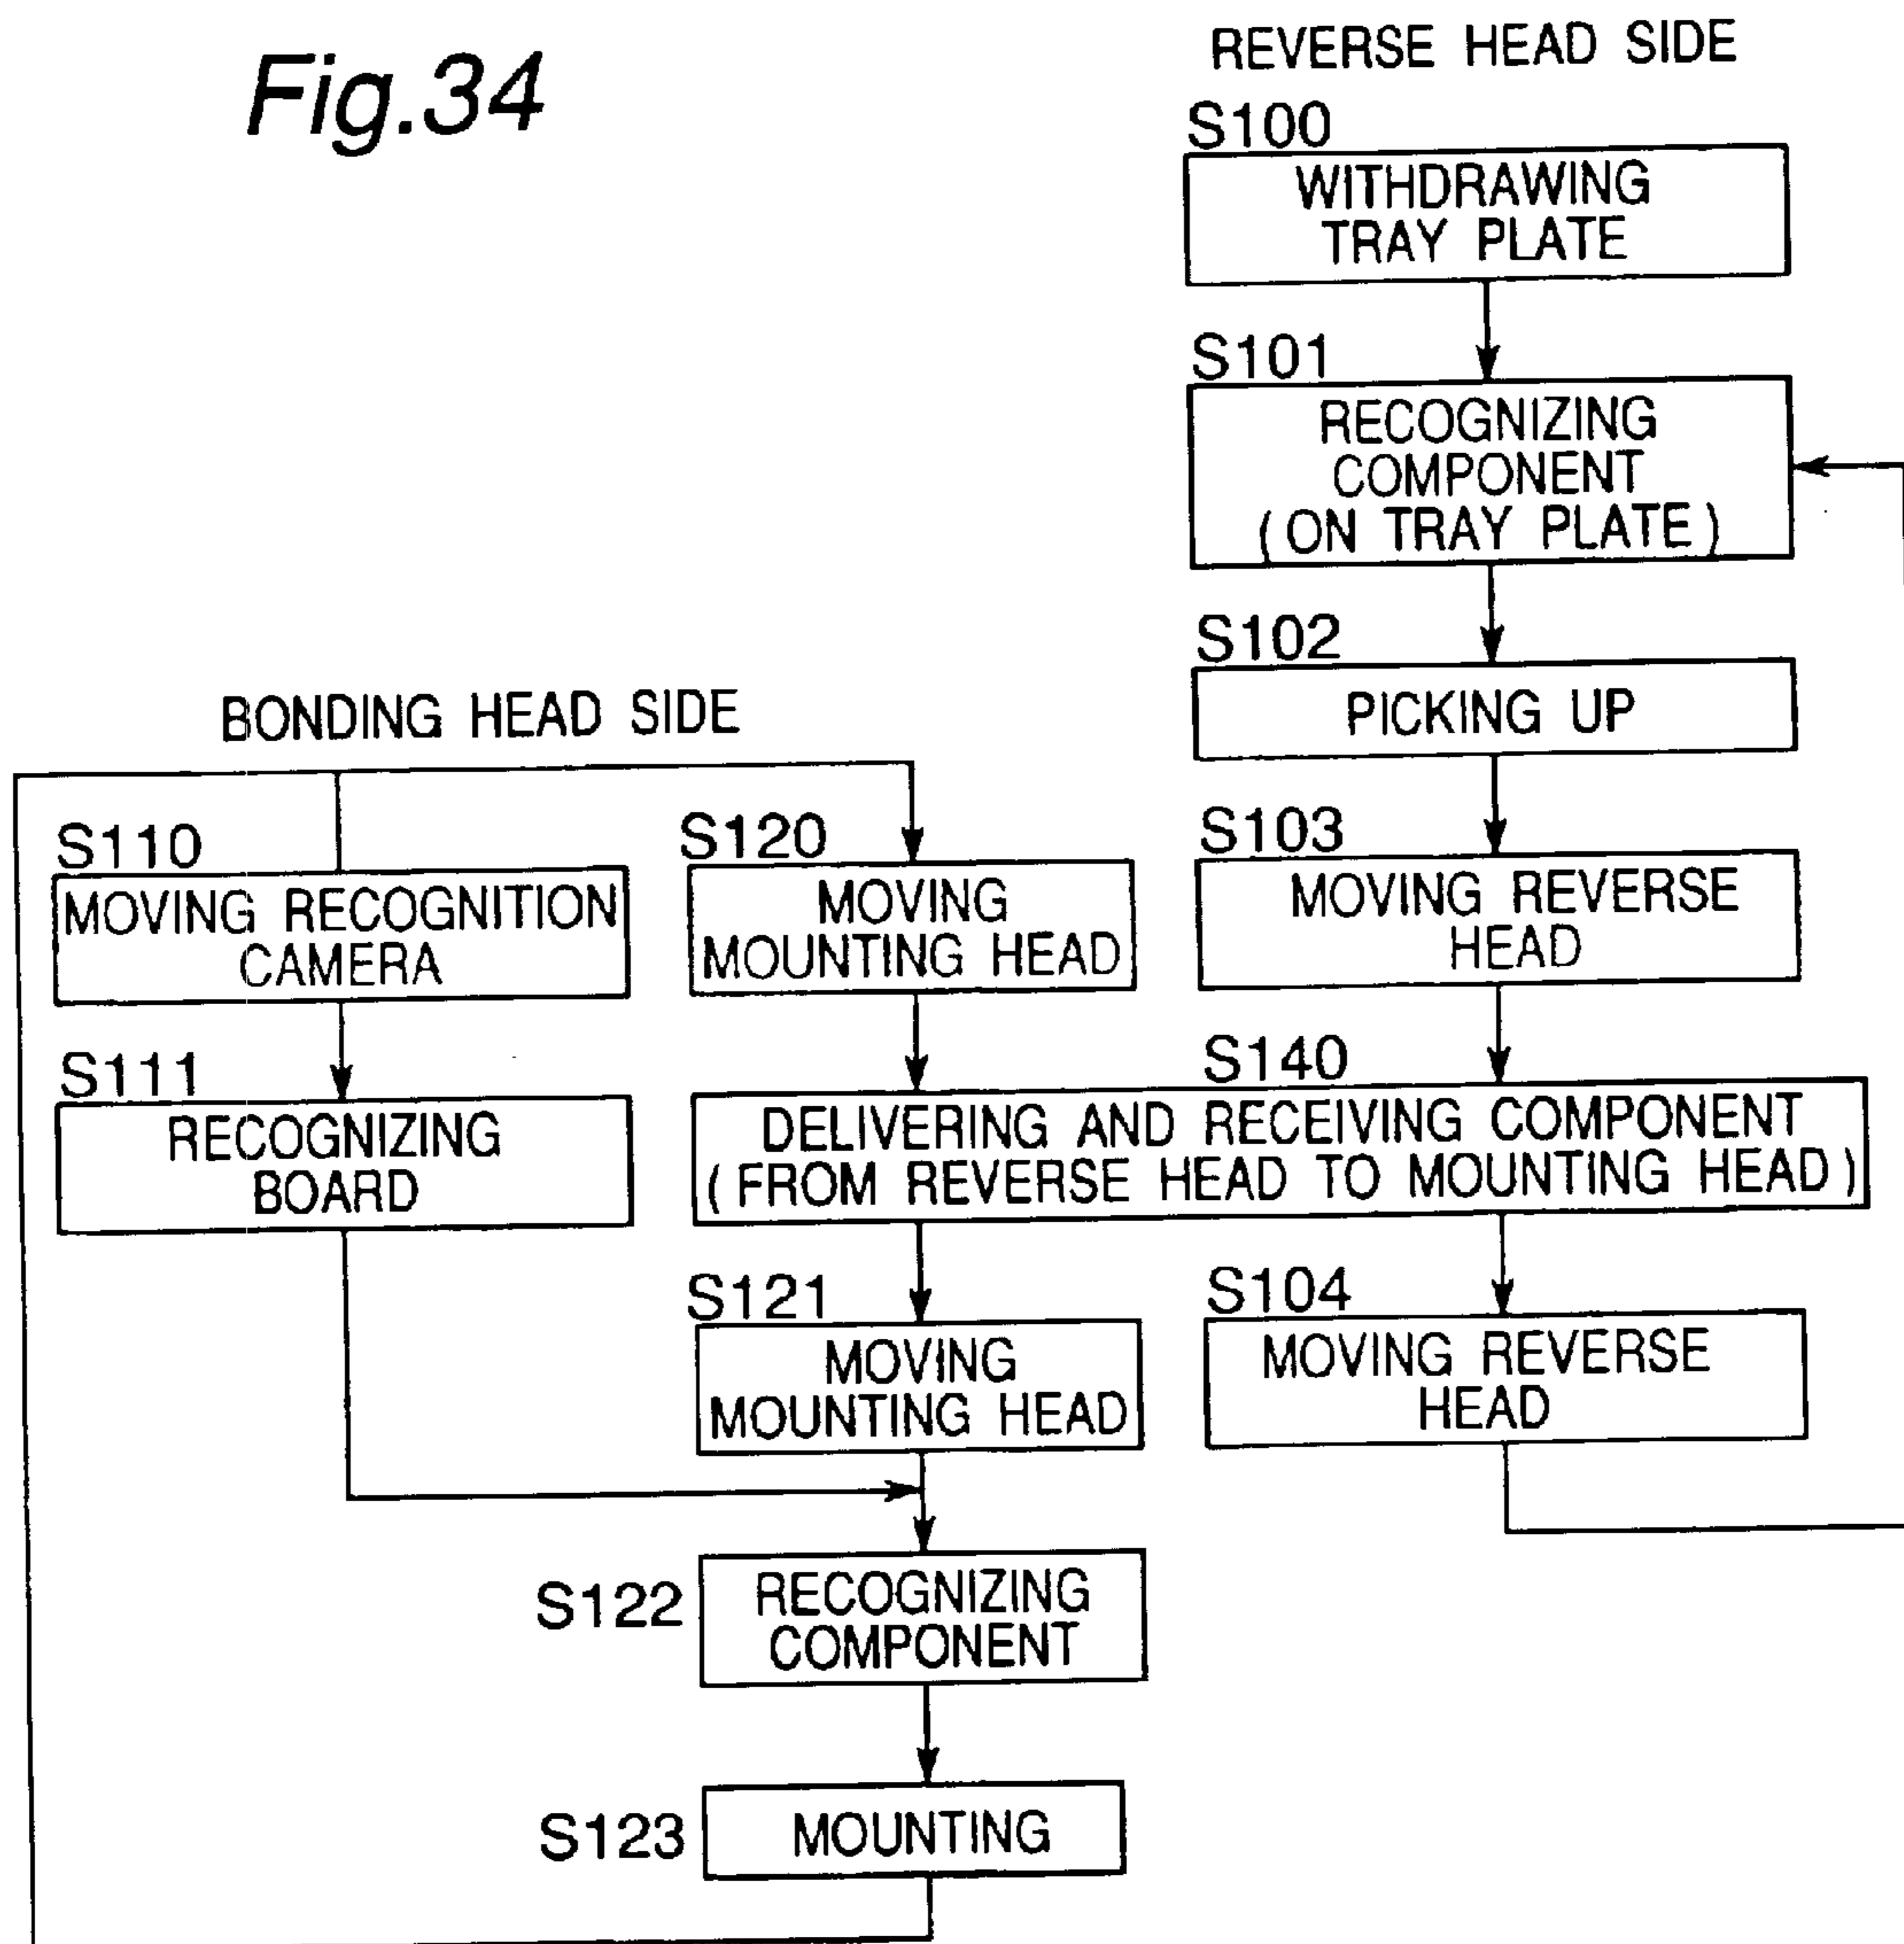 Fig.34
REVERSE HEAD SIDE
S100
WITHDRAWING
TRAY PLATE
S101
RECOGNIZING
COMPONENT
(ON TRAY PLATE)
S102
PICKING UP
BONDING HEAD SIDE
S110
MOVING RECOGNITION
CAMERA
S120
MOVING
MOUNTING HEAD
S103
MOVING REVERSE
HEAD
S111
RECOGNIZING
BOARD
S140
DELIVERING AND RECEIVING COMPONENT
(FROM REVERSE HEAD TO MOUNTING HEAD)
S121
MOVING
MOUNTING HEAD
S104
MOVING REVERSE
HEAD
S122
RECOGNIZING
COMPONENT
S123
MOUNTING